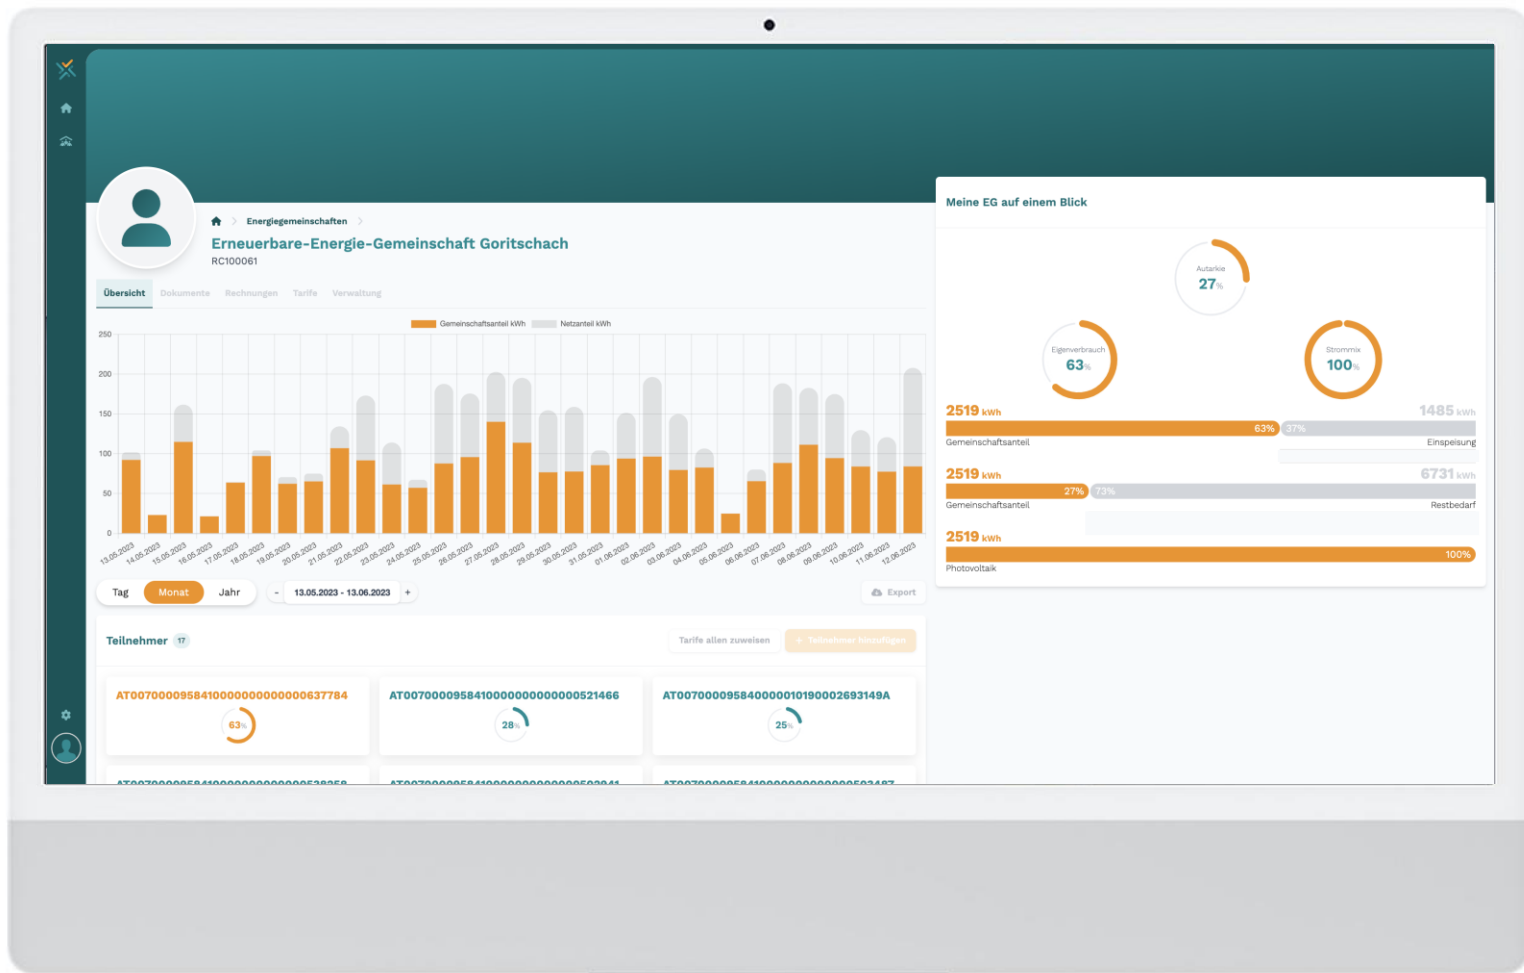 Energiegemeinschaften
Erneuerbare-Energie-Gemeinschaft Goritschach
RC100061
Übersicht Dokumente Rechnungen Tarife Verwaltung
Gemeinschaftsanteil kWh Netzanteil kWh
250
200
150
100
50
0
13.05.2023 14.05.2023 15.05.2023 16.05.2023 17.05.2023 18.05.2023 19.05.2023 20.05.2023 21.05.2023 22.05.2023 23.05.2023 24.05.2023 25.05.2023 26.05.2023 27.05.2023 28.05.2023 29.05.2023 30.05.2023 31.05.2023 01.06.2023 02.06.2023 03.06.2023 04.06.2023 05.06.2023 06.06.2023 07.06.2023 08.06.2023 09.06.2023 10.06.2023 11.06.2023 12.06.2023
Tag Monat Jahr - 13.05.2023 - 13.06.2023 + Export
Teilnehmer 17 Tarife allen zuweisen + Teilnehmer hinzufügen
AT0070000958410000000000000637784 AT0070000958410000000000000521466 AT007000095840000010190002693149A
63% 28% 25%
Meine EG auf einem Blick
Autarkie
27%
Eigenverbrauch
63%
Strommix
100%
2519 kWh 1485 kWh
63% 37%
Gemeinschaftsanteil Einspeisung
2519 kWh 6731 kWh
27% 73%
Gemeinschaftsanteil Restbedarf
2519 kWh
100%
Photovoltaik